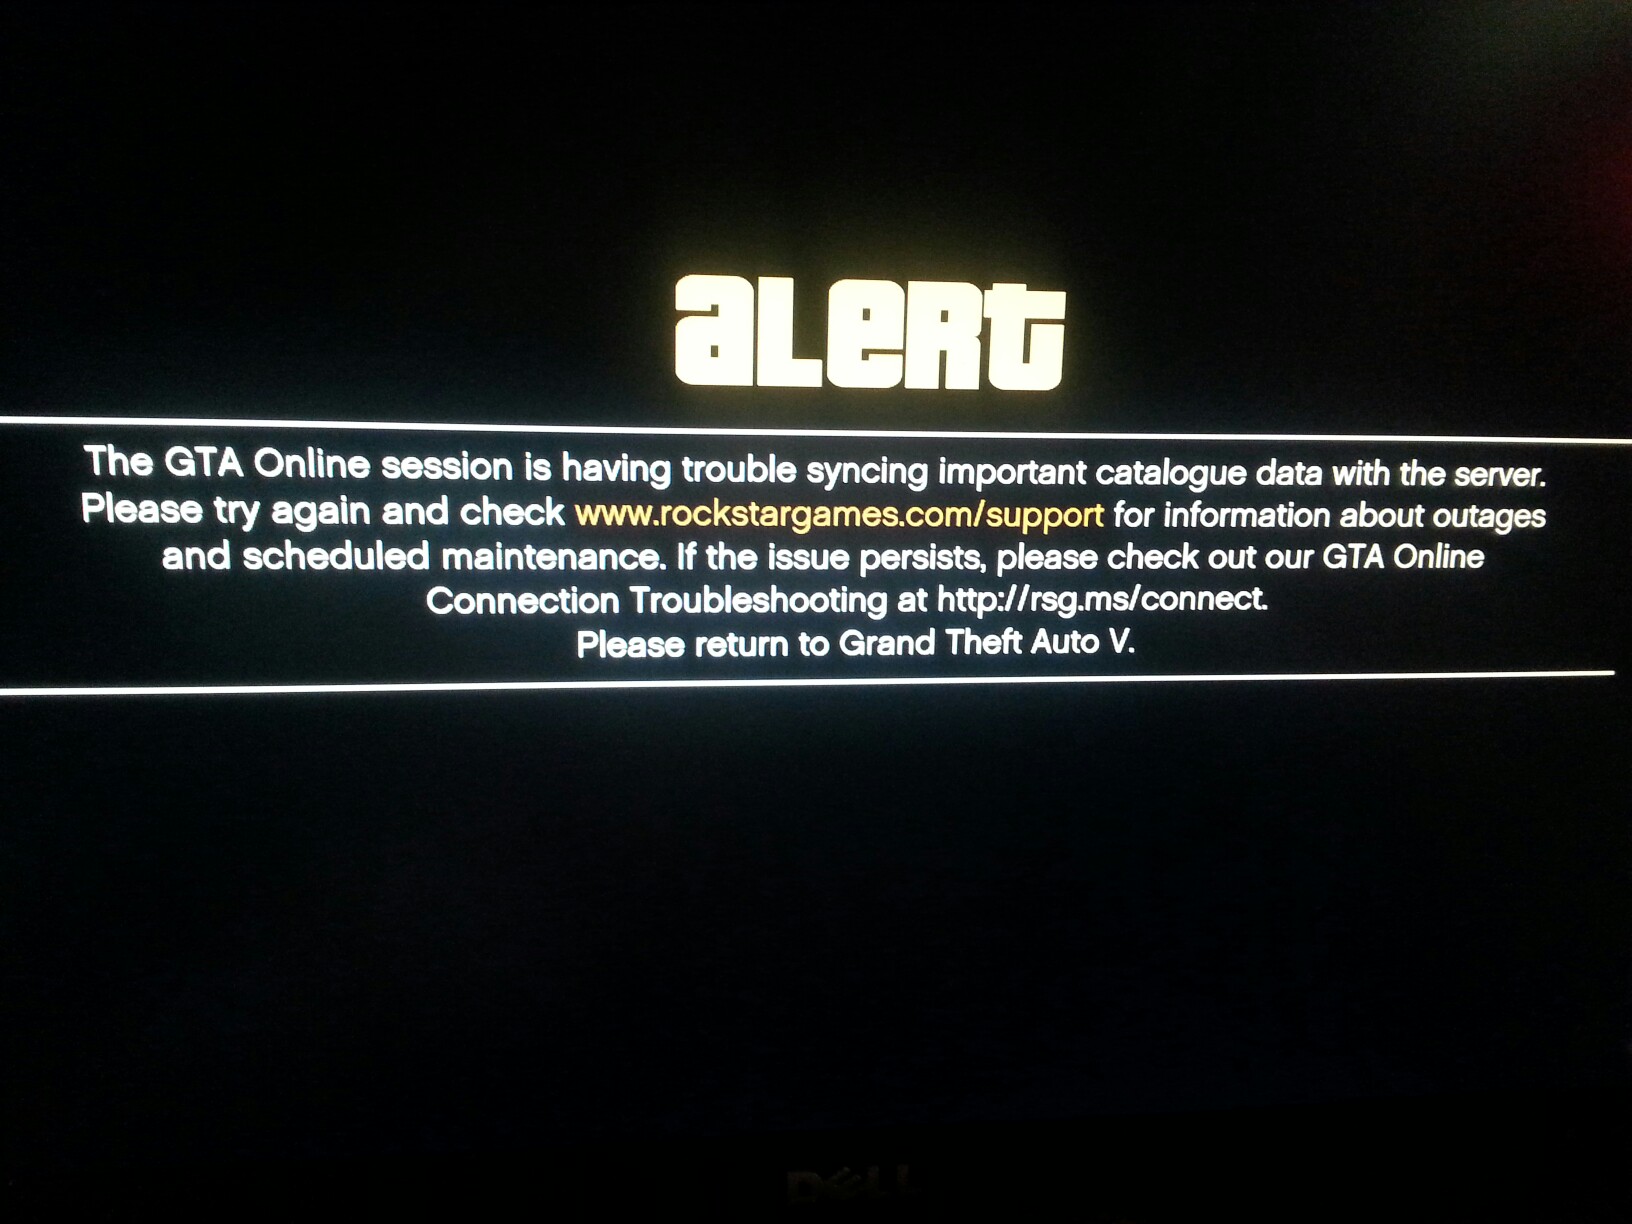 aLeRt
The GTA Online session is having trouble syncing important catalogue data with the server.
Please try again and check www.rockstargames.com/support for information about outages
and scheduled maintenance. If the issue persists, please check out our GTA Online
Connection Troubleshooting at http://rsg.ms/connect.
Please return to Grand Theft Auto V.
DELL